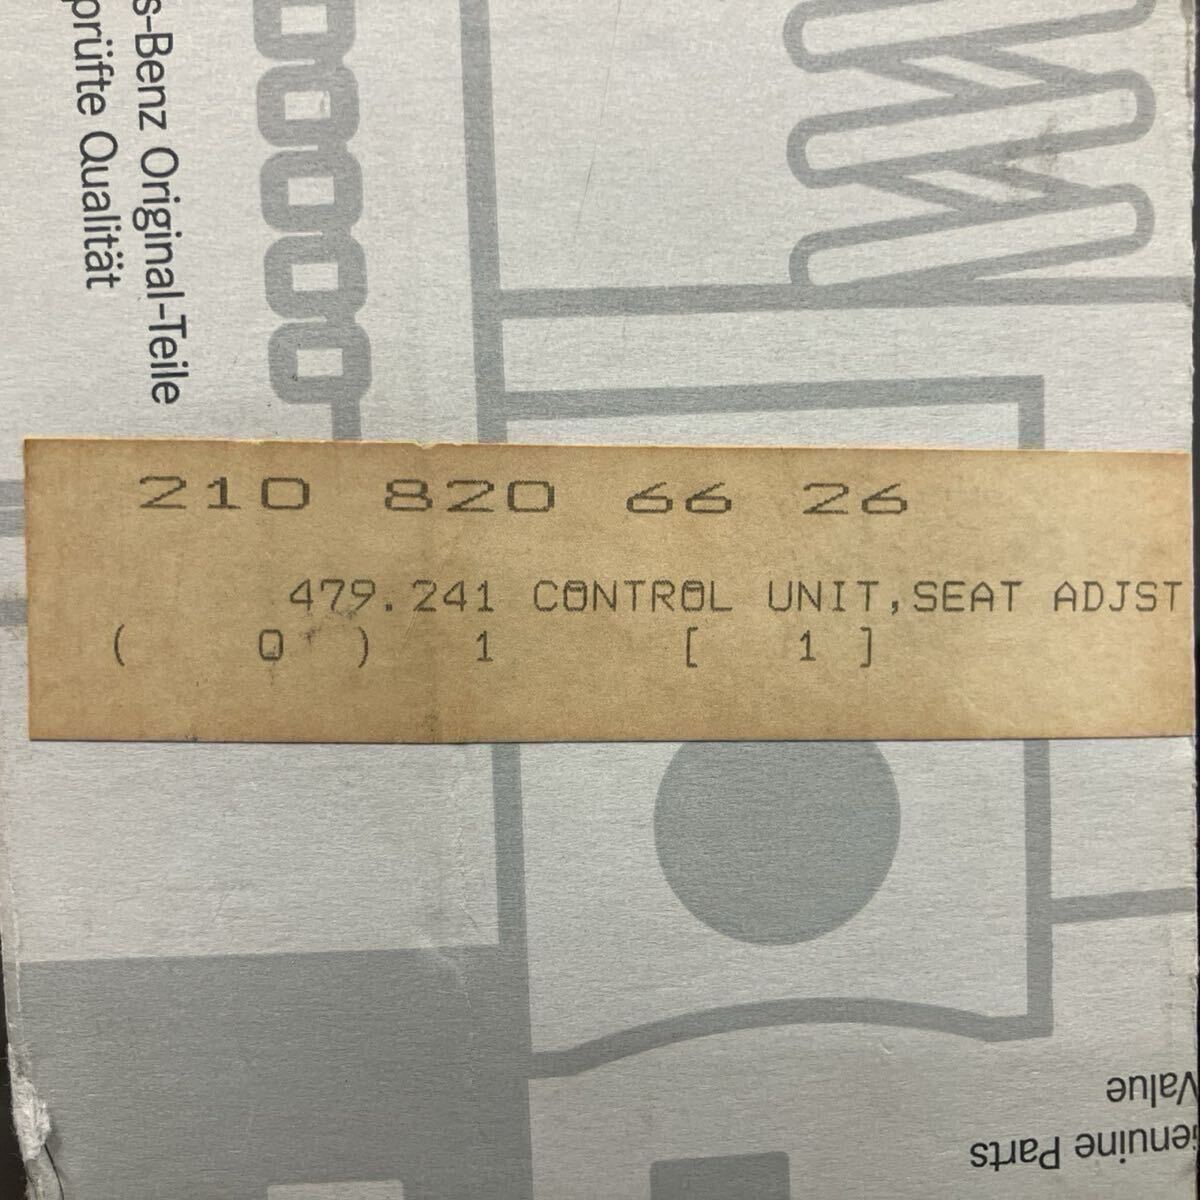 s-Benz Original-Teile
prüfte Qualität
210 820 66 26
479.241 CONTROL UNIT,SEAT ADJST
( 0 ) 1 [ 1 ]
enuine Parts
Value